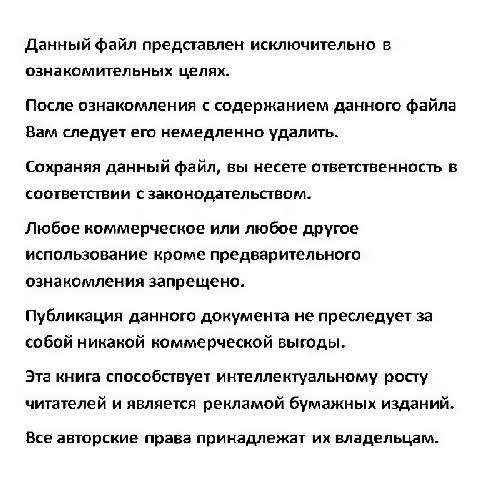 Данный файл представлен исключительно в
ознакомительных целях.
После ознакомления с содержанием данного файла
Вам следует его немедленно удалить.
Сохраняя данный файл, вы несете ответственность в
соответствии с законодательством.
Любое коммерческое или любое другое
использование кроме предварительного
ознакомления запрещено.
Публикация данного документа не преследует за
собой никакой коммерческой выгоды.
Эта книга способствует интеллектуальному росту
читателей и является рекламой бумажных изданий.
Все авторские права принадлежат их владельцам.